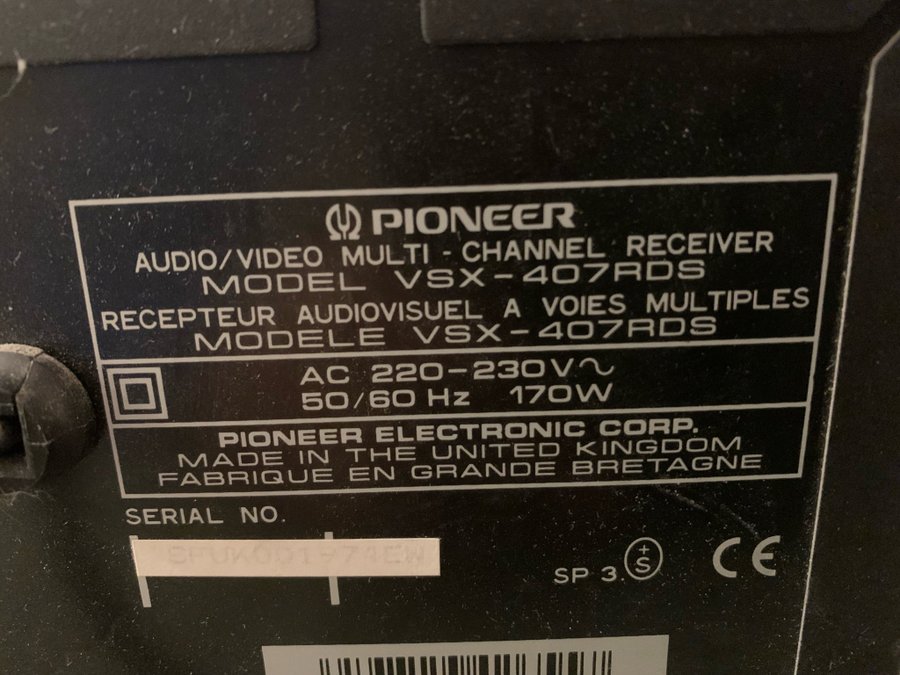 PIONEER
AUDIO/VIDEO MULTI - CHANNEL RECEIVER
MODEL VSX-407RDS
RECEPTEUR AUDIOVISUEL A VOIES MULTIPLES
MODELE VSX-407RDS
AC 220-230V~
50/60 Hz 170W
PIONEER ELECTRONIC CORP.
MADE IN THE UNITED KINGDOM
FABRIQUE EN GRANDE BRETAGNE
SERIAL NO.
SP 3. +S CE